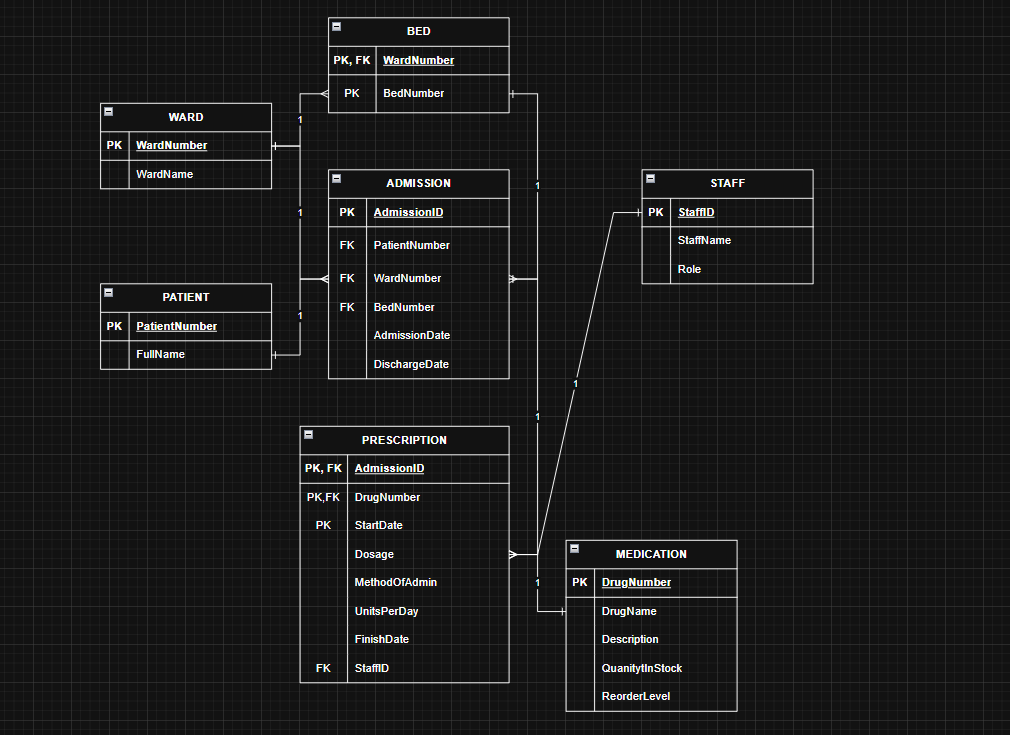 BED
PK, FK WardNumber
PK BedNumber
WARD
PK WardNumber
WardName
1
1
1
ADMISSION
PK AdmissionID
FK PatientNumber
FK WardNumber
FK BedNumber
AdmissionDate
DischargeDate
1
STAFF
PK StaffID
StaffName
Role
PATIENT
PK PatientNumber
FullName
1
1
PRESCRIPTION
PK, FK AdmissionID
PK,FK DrugNumber
PK StartDate
Dosage
MethodOfAdmin
UnitsPerDay
FinishDate
FK StaffID
1
MEDICATION
PK DrugNumber
DrugName
Description
QuanitytInStock
ReorderLevel